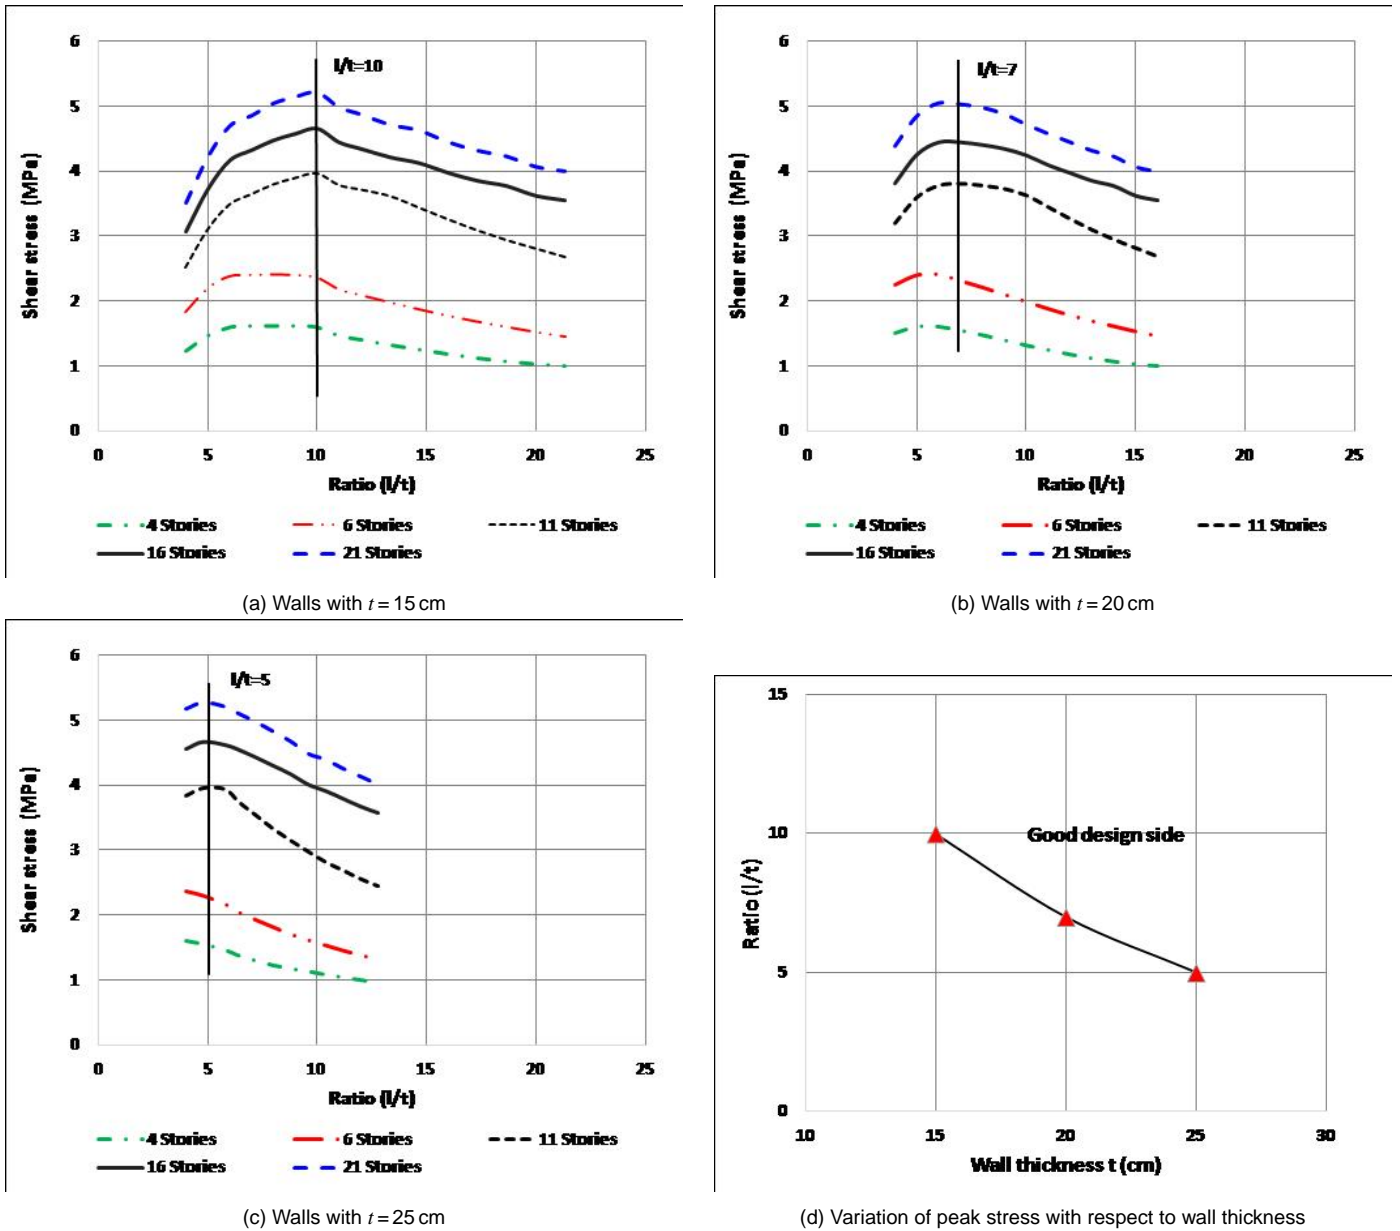 6
5
4
3
2
1
0
Shear stress (MPa)
l/t=10
0 5 10 15 20 25
Ratio (l/t)
4 Stories 6 Stories 11 Stories
16 Stories 21 Stories
(a) Walls with t = 15 cm
6
5
4
3
2
1
0
Shear stress (MPa)
l/t=7
0 5 10 15 20 25
Ratio (l/t)
4 Stories 6 Stories 11 Stories
16 Stories 21 Stories
(b) Walls with t = 20 cm
6
5
4
3
2
1
0
Shear stress (MPa)
l/t=5
0 5 10 15 20 25
Ratio (l/t)
4 Stories 6 Stories 11 Stories
16 Stories 21 Stories
(c) Walls with t = 25 cm
15
10
5
0
Ratio (l/t)
Good design side
10 15 20 25 30
Wall thickness t (cm)
(d) Variation of peak stress with respect to wall thickness